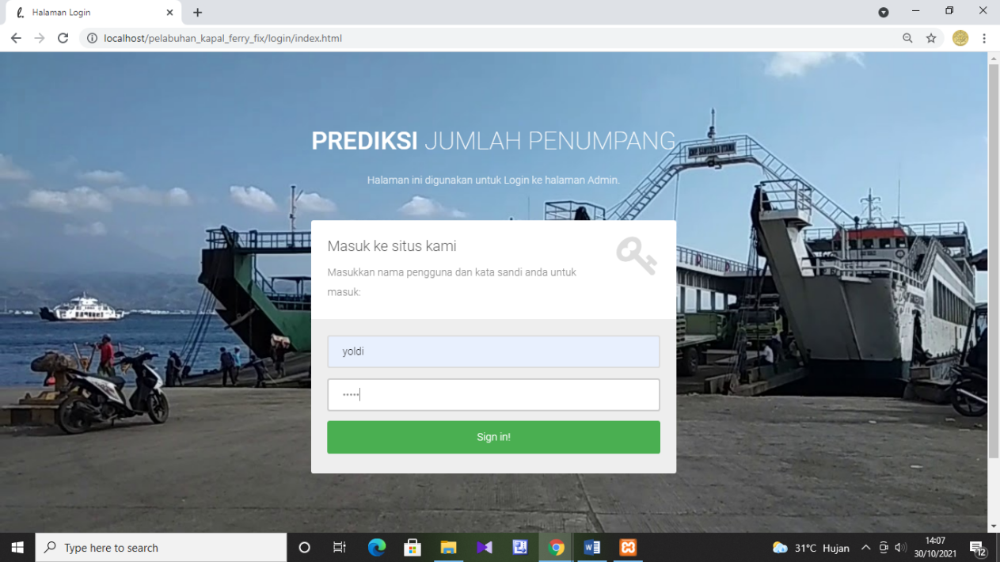 Halaman Login
localhost/pelabuhan_kapal_ferry_fix/login/index.html
PREDIKSI JUMLAH PENUMPANG
Halaman ini digunakan untuk Login ke halaman Admin.
Masuk ke situs kami
Masukkan nama pengguna dan kata sandi anda untuk
masuk:
yoldi
•••••
Sign in!
Type here to search
31°C Hujan
14:07
30/10/2021
12